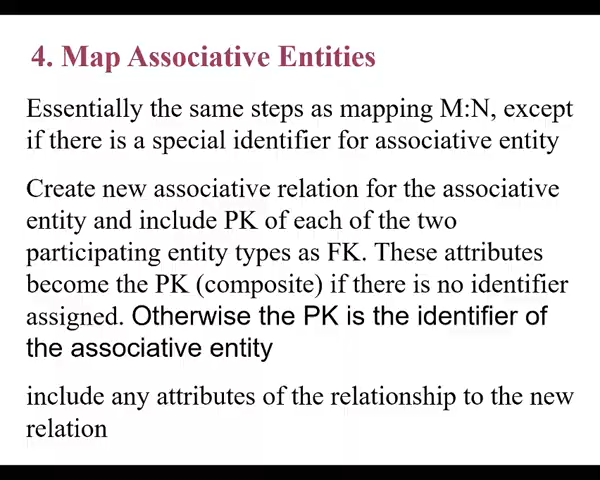 4. Map Associative Entities
Essentially the same steps as mapping M:N, except
if there is a special identifier for associative entity
Create new associative relation for the associative
entity and include PK of each of the two
participating entity types as FK. These attributes
become the PK (composite) if there is no identifier
assigned. Otherwise the PK is the identifier of
the associative entity
include any attributes of the relationship to the new
relation